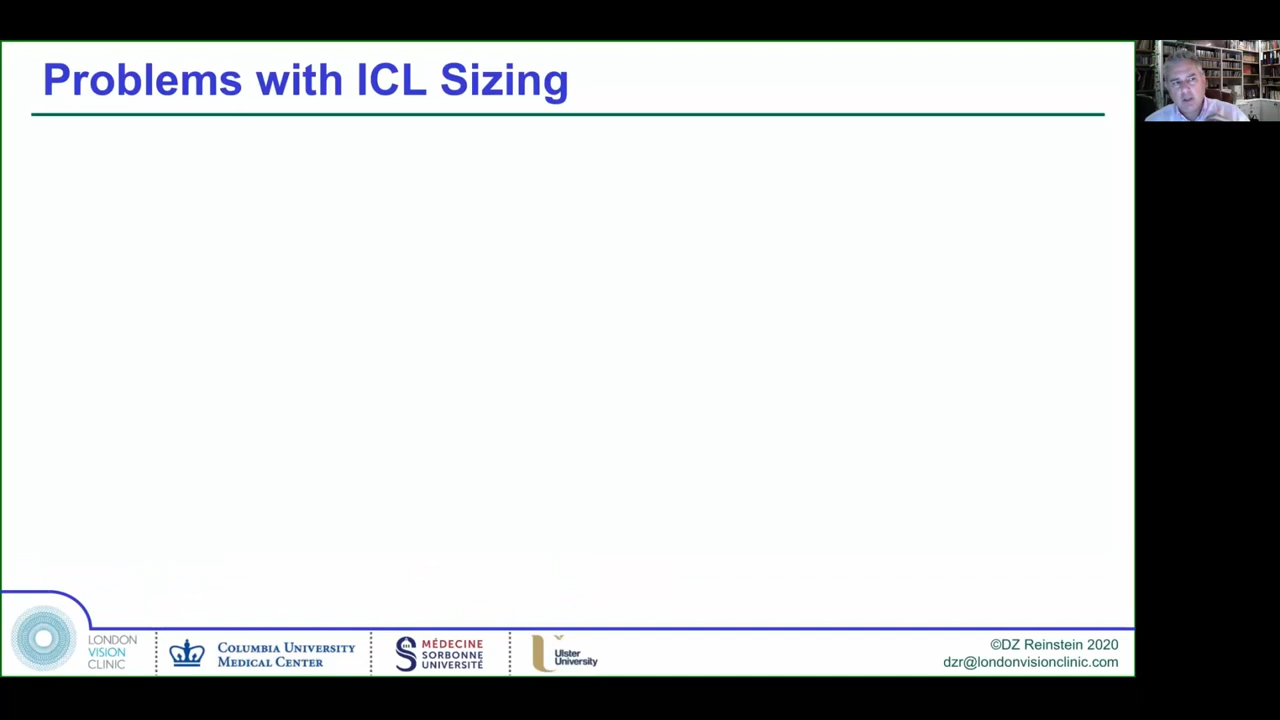 Problems with ICL Sizing
LONDON
VISION
CLINIC
COLUMBIA UNIVERSITY
MEDICAL CENTER
MÉDECINE
SORBONNE
UNIVERSITÉ
Ulster
University
©DZ Reinstein 2020
dzr@londonvisionclinic.com